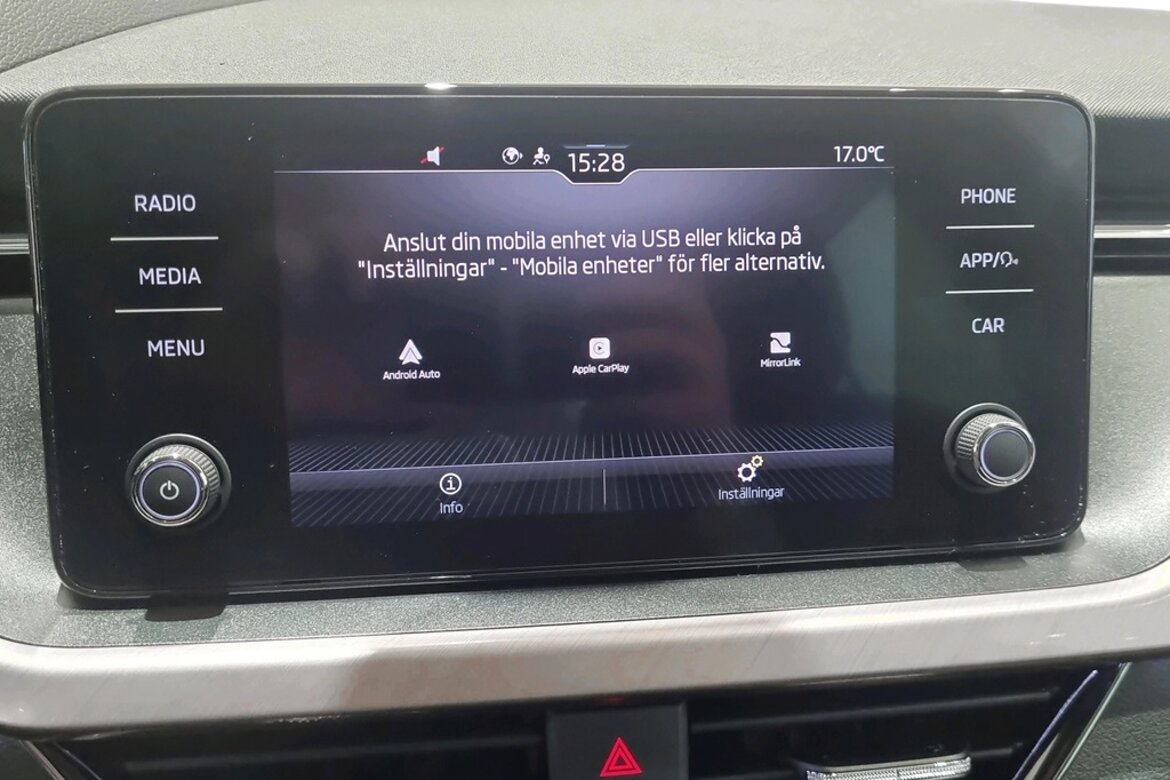 15:28
17.0°C
RADIO
MEDIA
MENU
Anslut din mobila enhet via USB eller klicka på
"Inställningar" - "Mobila enheter" för fler alternativ.
Android Auto
Apple CarPlay
MirrorLink
Info
Inställningar
PHONE
APP/
CAR